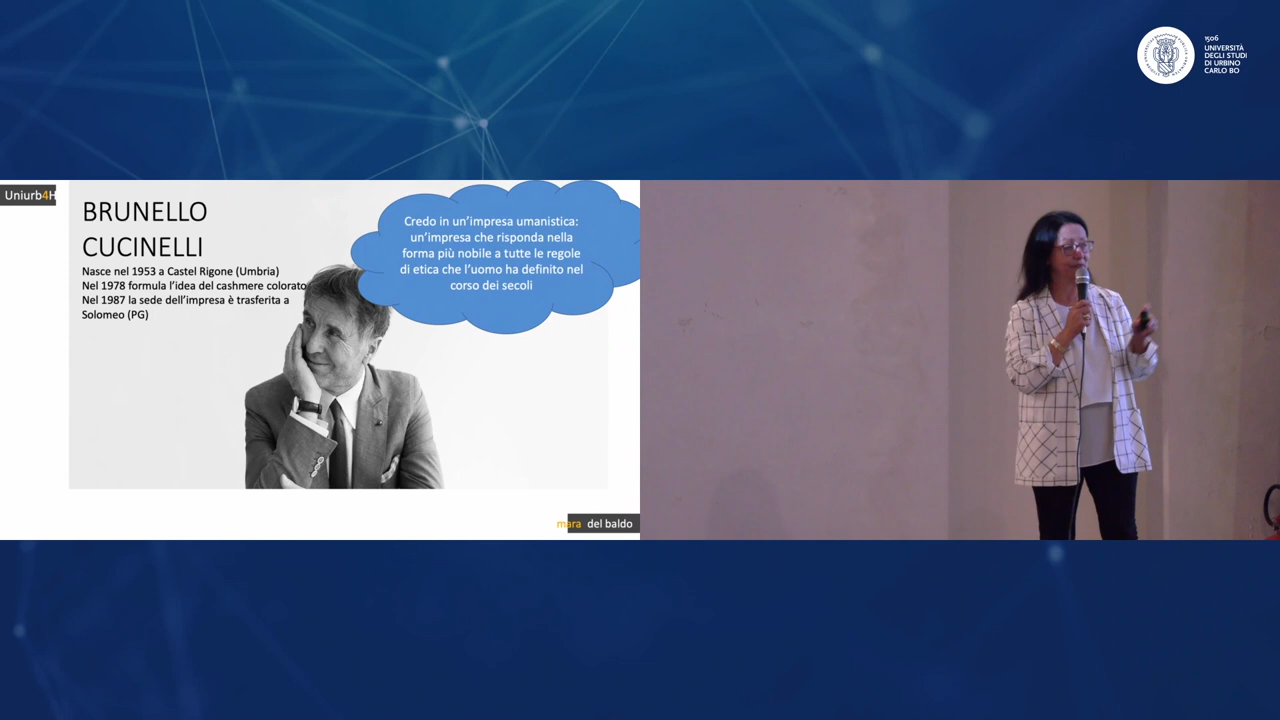 1506
UNIVERSITÀ
DEGLI STUDI
DI URBINO
CARLO BO
Uniurb4H
BRUNELLO
CUCINELLI
Nasce nel 1953 a Castel Rigone (Umbria)
Nel 1978 formula l'idea del cashmere colorato
Nel 1987 la sede dell'impresa è trasferita a
Solomeo (PG)
Credo in un'impresa umanistica:
un'impresa che risponda nella
forma più nobile a tutte le regole
di etica che l'uomo ha definito nel
corso dei secoli
mara del baldo